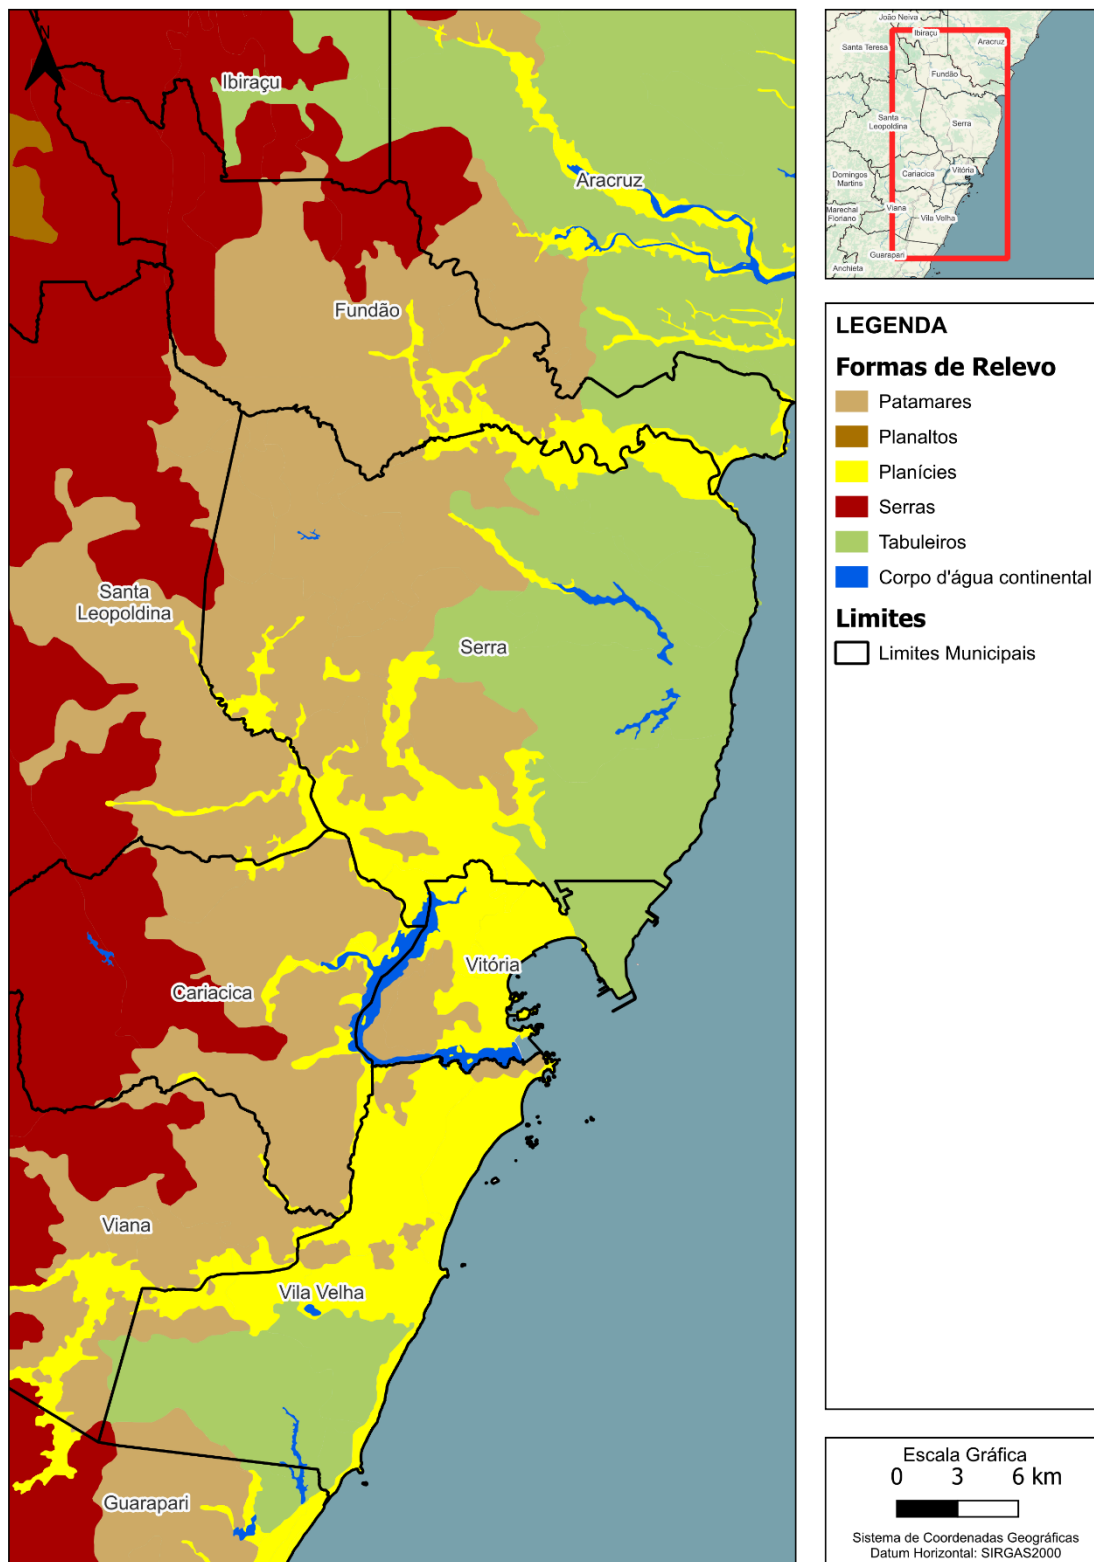 N
Ibiraçu
Aracruz
Fundão
Santa
Leopoldina
Serra
Vitória
Cariacica
Viana
Vila Velha
Guarapari
João Neiva
Ibiraçu
Santa Teresa
Aracruz
Fundão
Santa
Leopoldina
Serra
Cariacica
Vitória
Domingos
Martins
Marechal
Floriano
Viana
Vila Velha
Guarapari
Anchieta
LEGENDA
Formas de Relevo
Patamares
Planaltos
Planícies
Serras
Tabuleiros
Corpo d'água continental
Limites
Limites Municipais
Escala Gráfica
0 3 6 km
Sistema de Coordenadas Geográficas
Datum Horizontal: SIRGAS2000